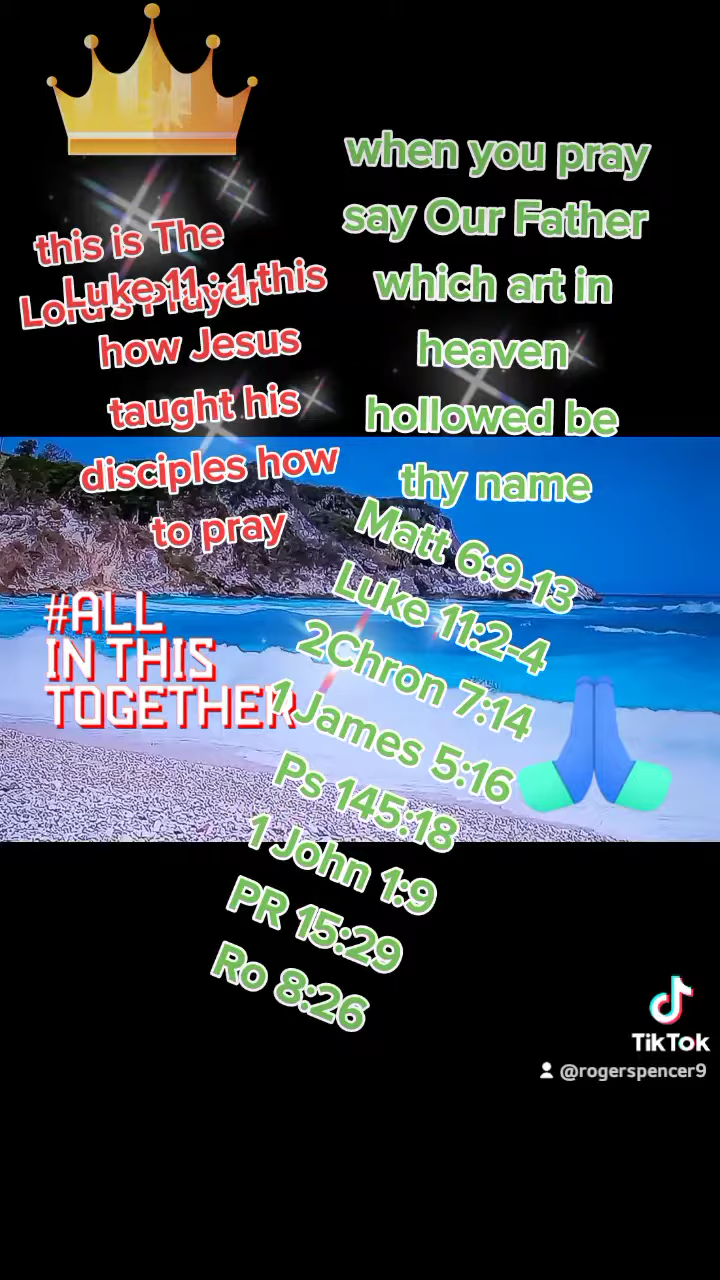 this is The
Lord's Prayer
Luke 11 : 1 this
how Jesus
taught his
disciples how
to pray
when you pray
say Our Father
which art in
heaven
hollowed be
thy name
Matt 6:9-13
Luke 11:2-4
2Chron 7:14
1 James 5:16
Ps 145:18
1 John 1:9
PR 15:29
Ro 8:26
#ALL
IN THIS
TOGETHER
TikTok
@rogerspencer9